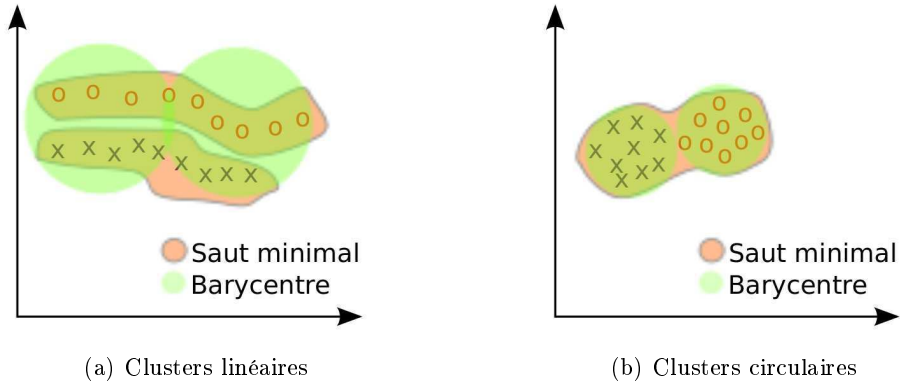 Saut minimal
Barycentre
(a) Clusters linéaires
Saut minimal
Barycentre
(b) Clusters circulaires